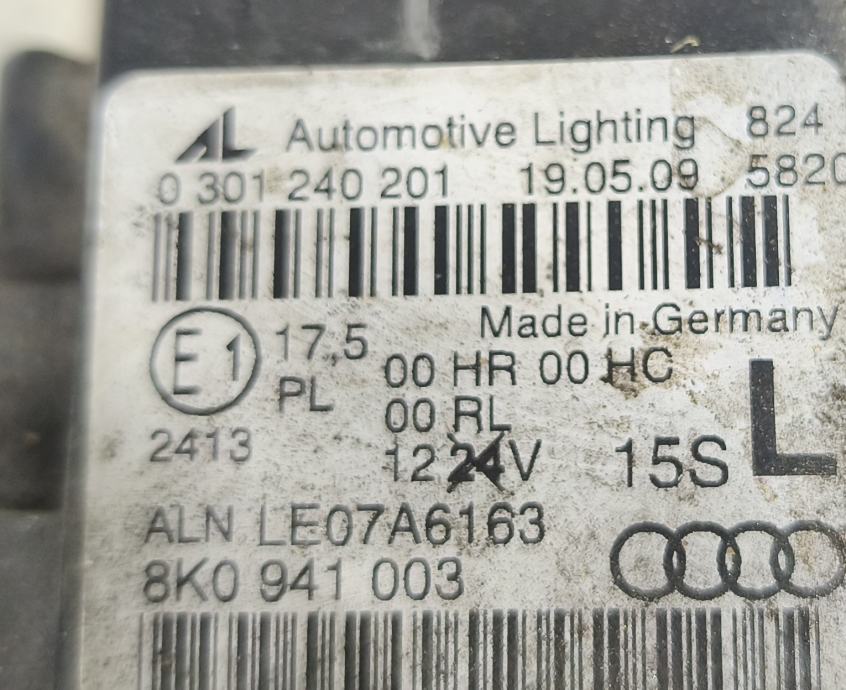 AL Automotive Lighting 824
0 301 240 201 19.05.09 5820
Made in Germany
E1 17,5 00 HR 00 HC
PL 00 RL L
2413 12 24V 15S
ALN LE07A6163
8K0 941 003